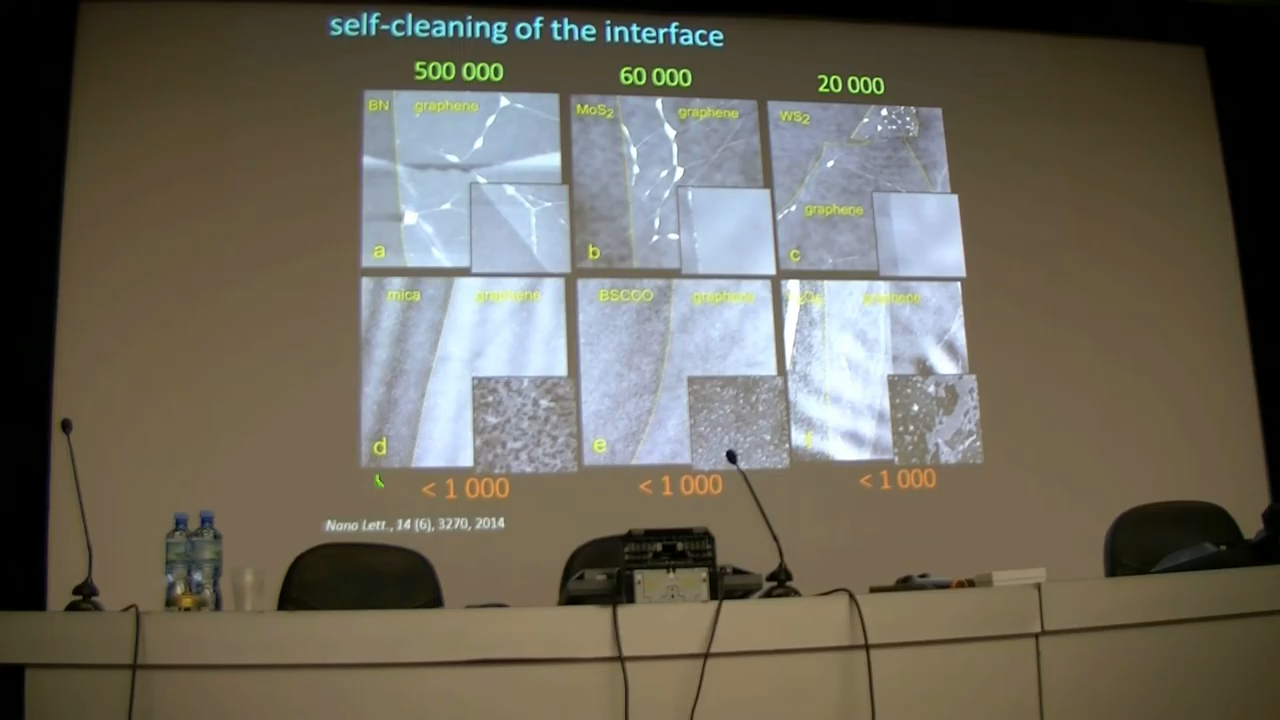 self-cleaning of the interface
500 000 60 000 20 000
BN graphene MoS2 graphene WS2
graphene
a b c
mica graphene BSCCO graphene graphene
d e f
< 1 000 < 1 000 < 1 000
Nano Lett., 14 (6), 3270, 2014